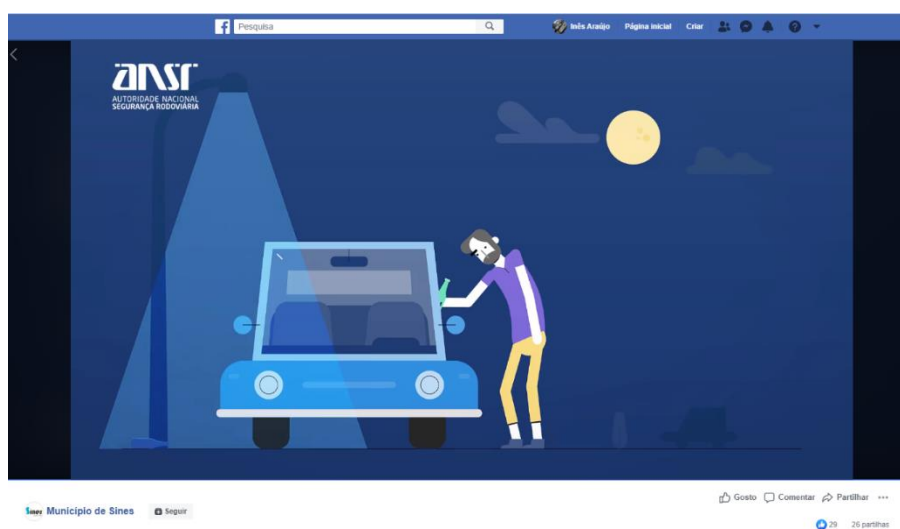 Pesquisa
Inês Araújo Página inicial Criar
ansr
AUTORIDADE NACIONAL
SEGURANÇA RODOVIÁRIA
Gosto Comentar Partilhar
Sines Município de Sines Seguir
29 26 partilhas